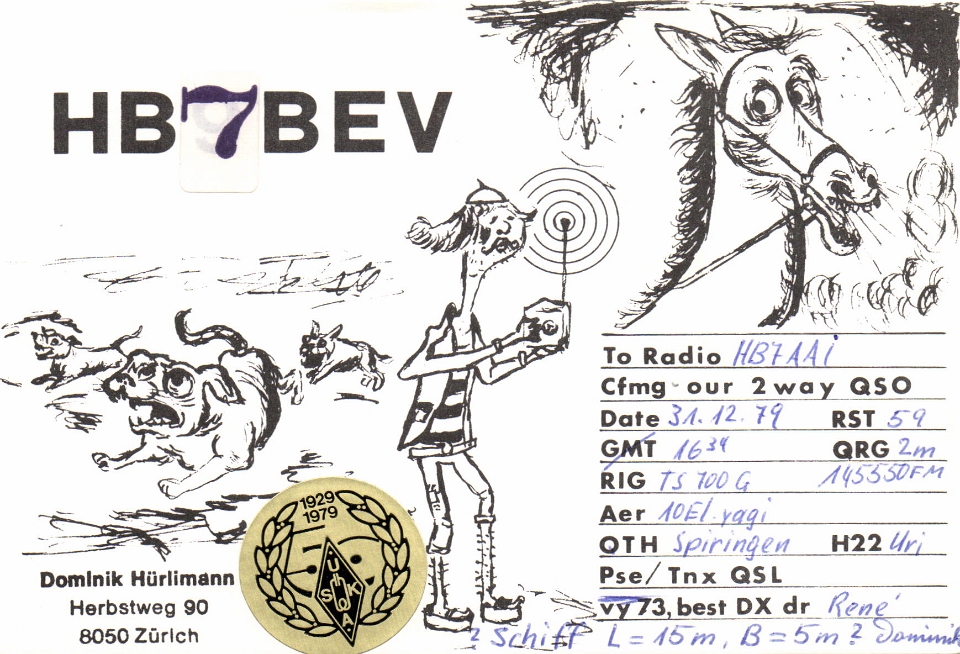 HB7BEV
To Radio HB7AAi
Cfmg our 2 way QSO
Date 31.12.79 RST 59
GMT 16³⁴ QRG 2m
RIG TS 700 G 145550FM
Aer 10El. yagi
QTH Spiringen H22 Uri
Pse/ Tnx QSL
vy 73, best DX dr René
? Schiff L = 15m, B = 5m ? Dominik
1929
1979
USKA
Dominik Hürlimann
Herbstweg 90
8050 Zürich